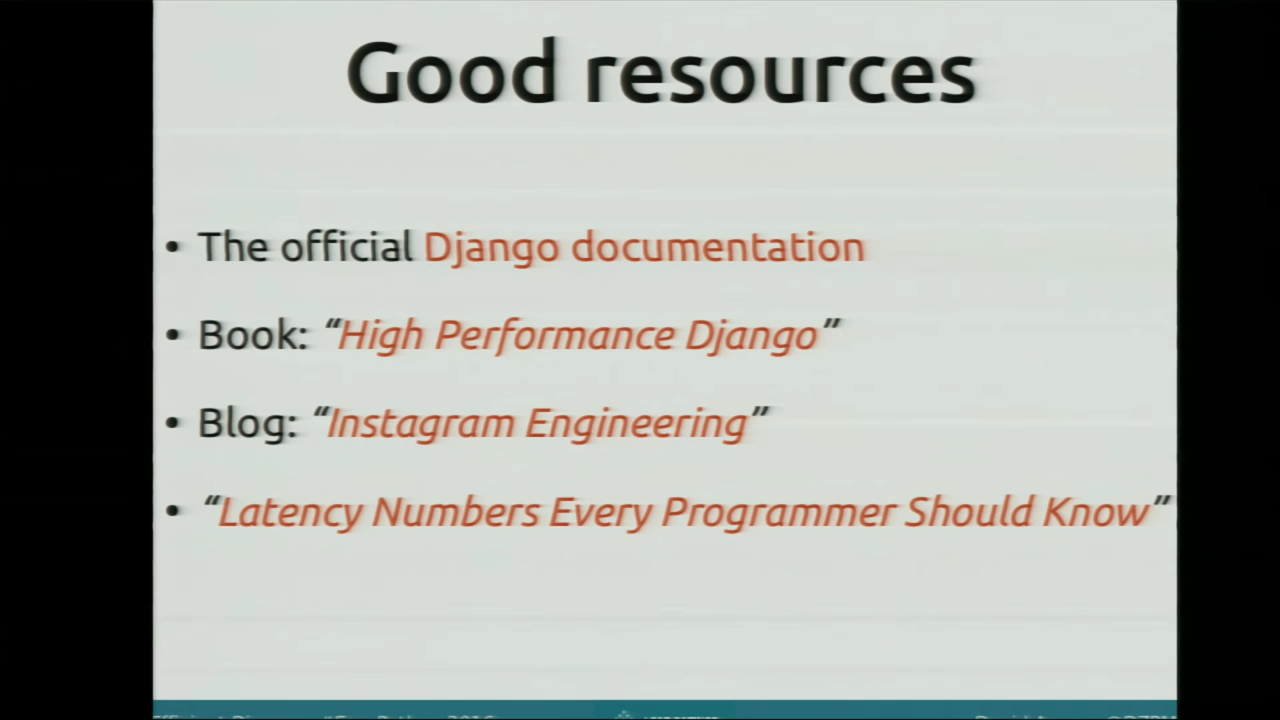 Good resources
• The official Django documentation
• Book: “High Performance Django”
• Blog: “Instagram Engineering”
• “Latency Numbers Every Programmer Should Know”